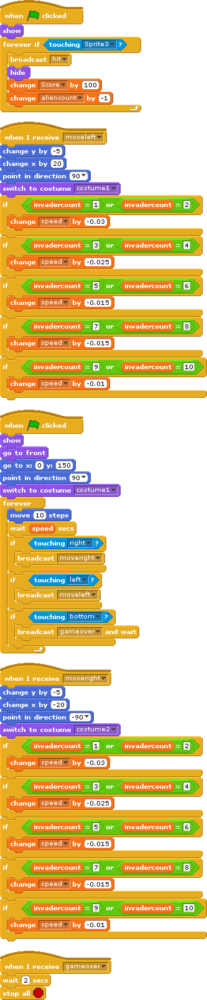 when clicked
show
forever if touching Sprite3 ?
broadcast hit
hide
change Score by 100
change aliencount by -1
when I receive moveleft
change y by -5
change x by 20
point in direction 90
switch to costume costume1
if invadercount = 1 or invadercount = 2
change speed by -0.03
if invadercount = 3 or invadercount = 4
change speed by -0.025
if invadercount = 5 or invadercount = 6
change speed by -0.015
if invadercount = 7 or invadercount = 8
change speed by -0.015
if invadercount = 9 or invadercount = 10
change speed by -0.01
when clicked
show
go to front
go to x: 0 y: 150
point in direction 90
switch to costume costume1
forever
move 10 steps
wait speed secs
if touching right ?
broadcast moveright
if touching left ?
broadcast moveleft
if touching bottom ?
broadcast gameover and wait
when I receive moveright
change y by -5
change x by -20
point in direction -90
switch to costume costume2
if invadercount = 1 or invadercount = 2
change speed by -0.03
if invadercount = 3 or invadercount = 4
change speed by -0.025
if invadercount = 5 or invadercount = 6
change speed by -0.015
if invadercount = 7 or invadercount = 8
change speed by -0.015
if invadercount = 9 or invadercount = 10
change speed by -0.01
when I receive gameover
wait 2 secs
stop all